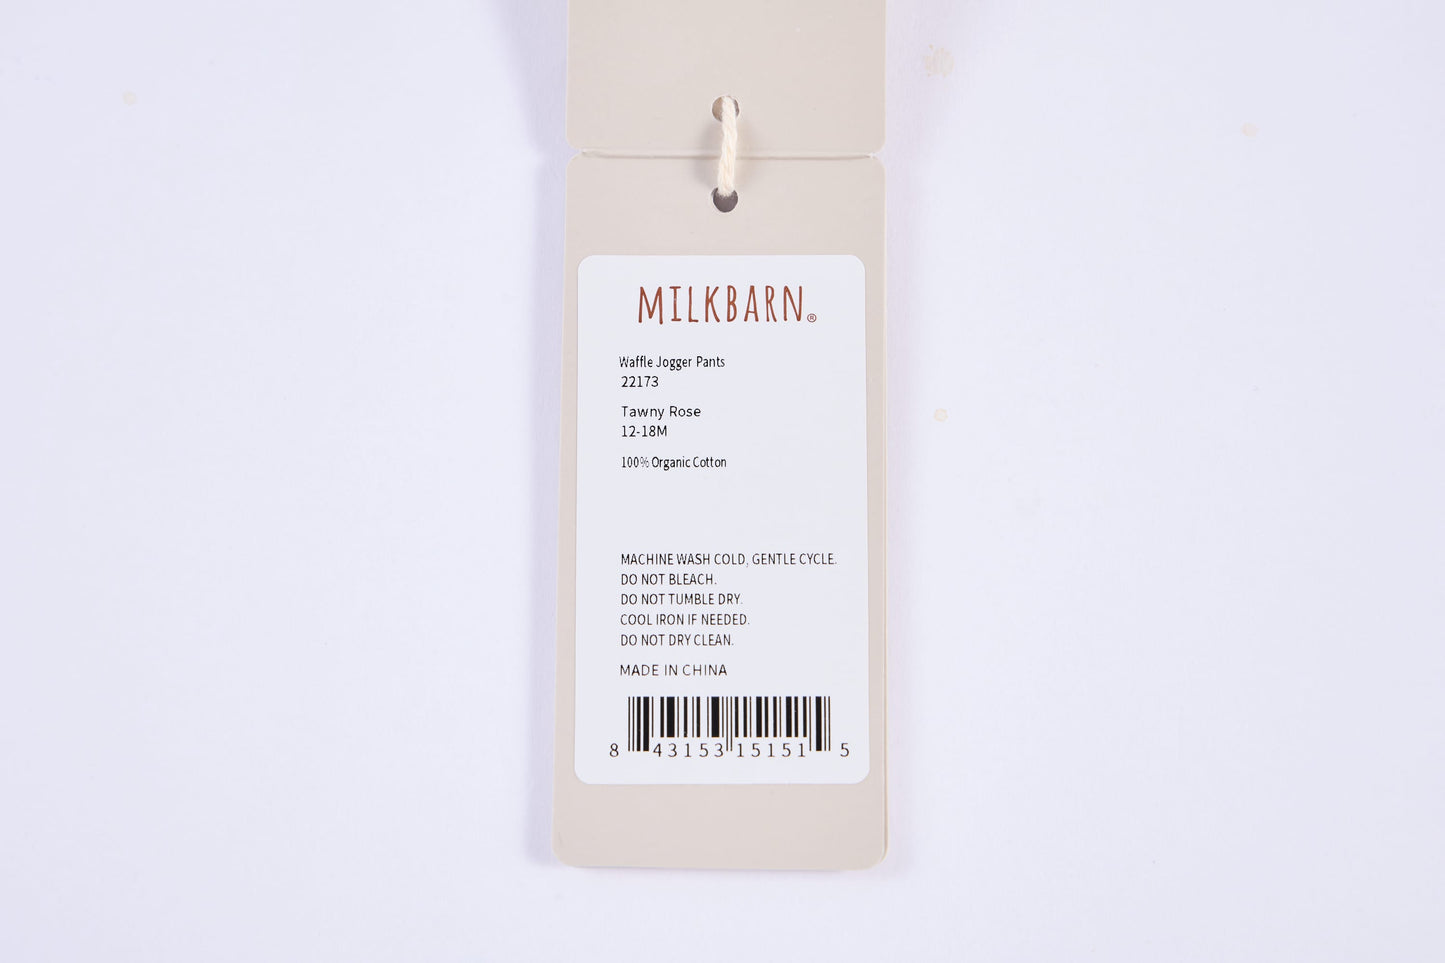 MILKBARN®
Waffle Jogger Pants
22173
Tawny Rose
12-18M
100% Organic Cotton
MACHINE WASH COLD, GENTLE CYCLE.
DO NOT BLEACH.
DO NOT TUMBLE DRY.
COOL IRON IF NEEDED.
DO NOT DRY CLEAN.
MADE IN CHINA
8 43153 15151 5